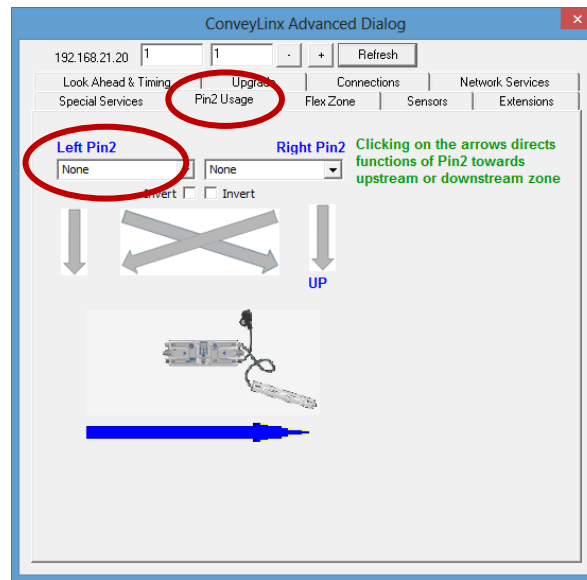 ConveyLinx Advanced Dialog
192.168.21.20 1 1 - + Refresh
Look Ahead & Timing Upgrade Connections Network Services
Special Services Pin2 Usage Flex Zone Sensors Extensions
Left Pin2 Right Pin2
None None
Invert Invert
Clicking on the arrows directs
functions of Pin2 towards
upstream or downstream zone
UP